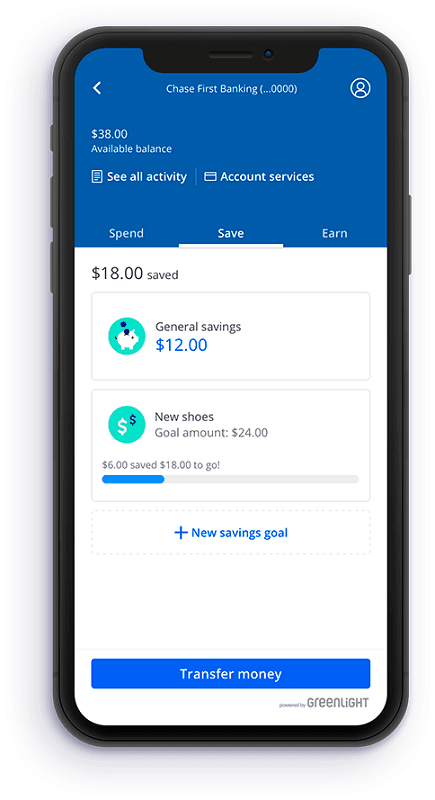 Chase First Banking (...0000)
$38.00
Available balance
See all activity
Account services
Spend
Save
Earn
$18.00 saved
General savings
$12.00
New shoes
Goal amount: $24.00
$6.00 saved $18.00 to go!
+ New savings goal
Transfer money
powered by GREENLIGHT